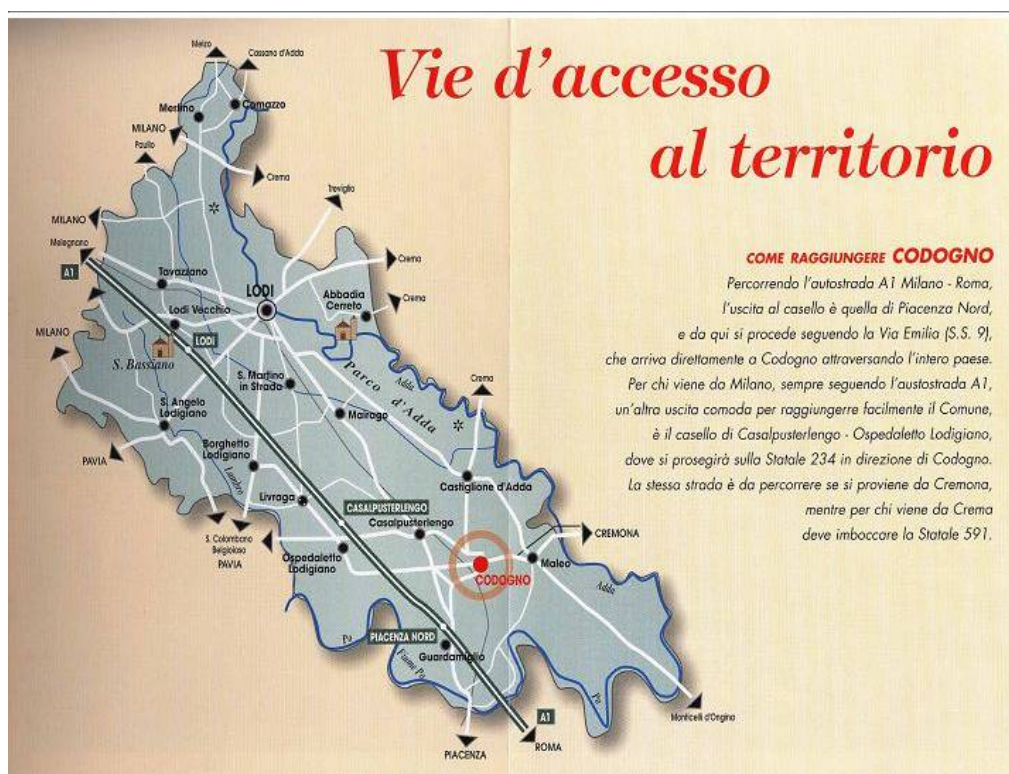 Vie d'accesso
al territorio
COME RAGGIUNGERE CODOGNO
Percorrendo l'autostrada A1 Milano - Roma,
l'uscita al casello è quella di Piacenza Nord,
e da qui si procede seguendo la Via Emilia (S.S. 9),
che arriva direttamente a Codogno attraversando l'intero paese.
Per chi viene da Milano, sempre seguendo l'austostrada A1,
un'altra uscita comoda per raggiungerre facilmente il Comune,
è il casello di Casalpusterlengo - Ospedaletto Lodigiano,
dove si prosegirà sulla Statale 234 in direzione di Codogno.
La stessa strada è da percorrere se si proviene da Cremona,
mentre per chi viene da Crema
deve imboccare la Statale 591.
Melzo
Cassano d'Adda
Merlino
Comazzo
MILANO
Paullo
Crema
Treviglio
MILANO
Melegnano
A1
Tavazzano
LODI
Abbadia
Cerreto
Crema
Crema
Lodi Vecchio
MILANO
LODI
S. Bassiano
S. Martino
in Strada
Parco
d'Adda
Adda
Crema
S. Angelo
Lodigiano
Mairago
PAVIA
Borghetto
Lodigiano
Lambro
Livraga
Castiglione d'Adda
CASALPUSTERLENGO
Casalpusterlengo
CREMONA
S. Colombano
Belgioioso
PAVIA
Ospedaletto
Lodigiano
CODOGNO
Maleo
Adda
Po
PIACENZA NORD
Guardamiglio
Fiume Po
Po
Monticelli d'Ongina
A1
PIACENZA
ROMA